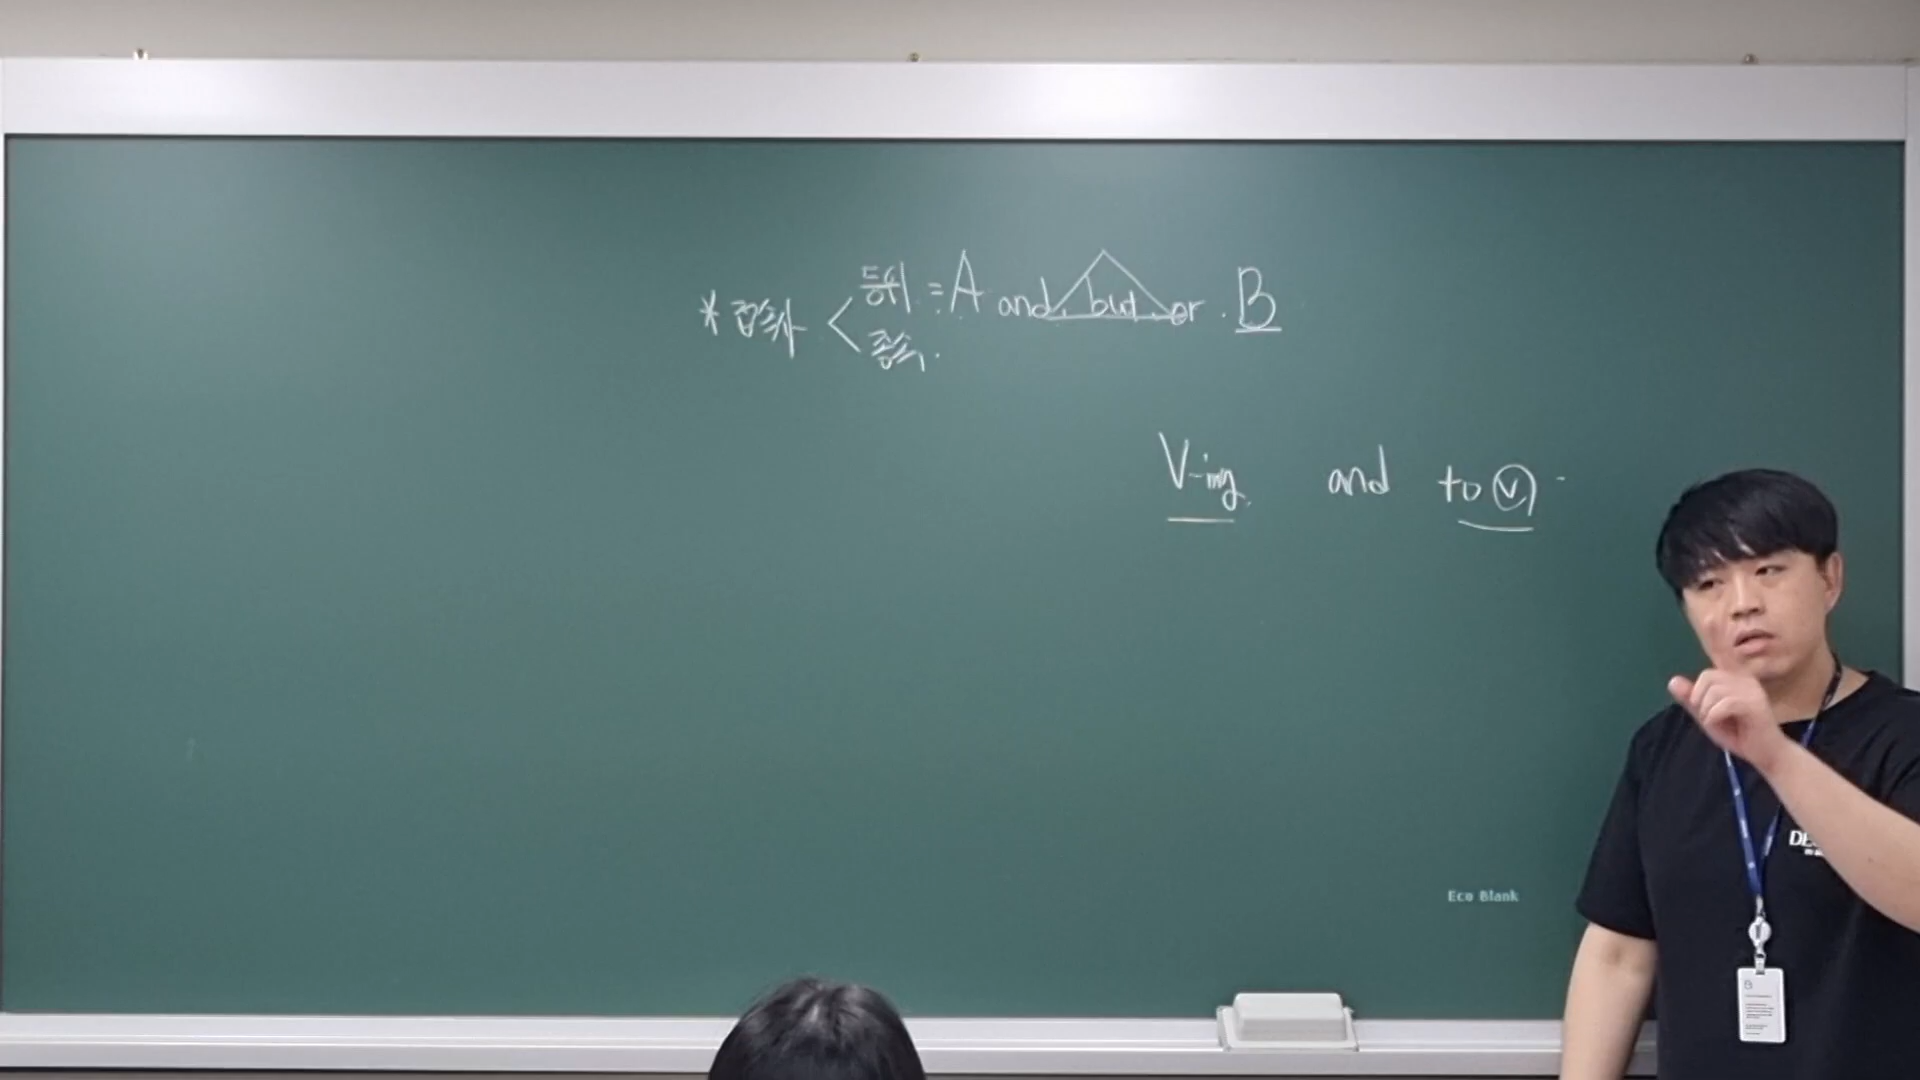 * 접속사 < 등위 = A and, but, or. B
종속.
V-ing. and to ⓥ
Eco Blank